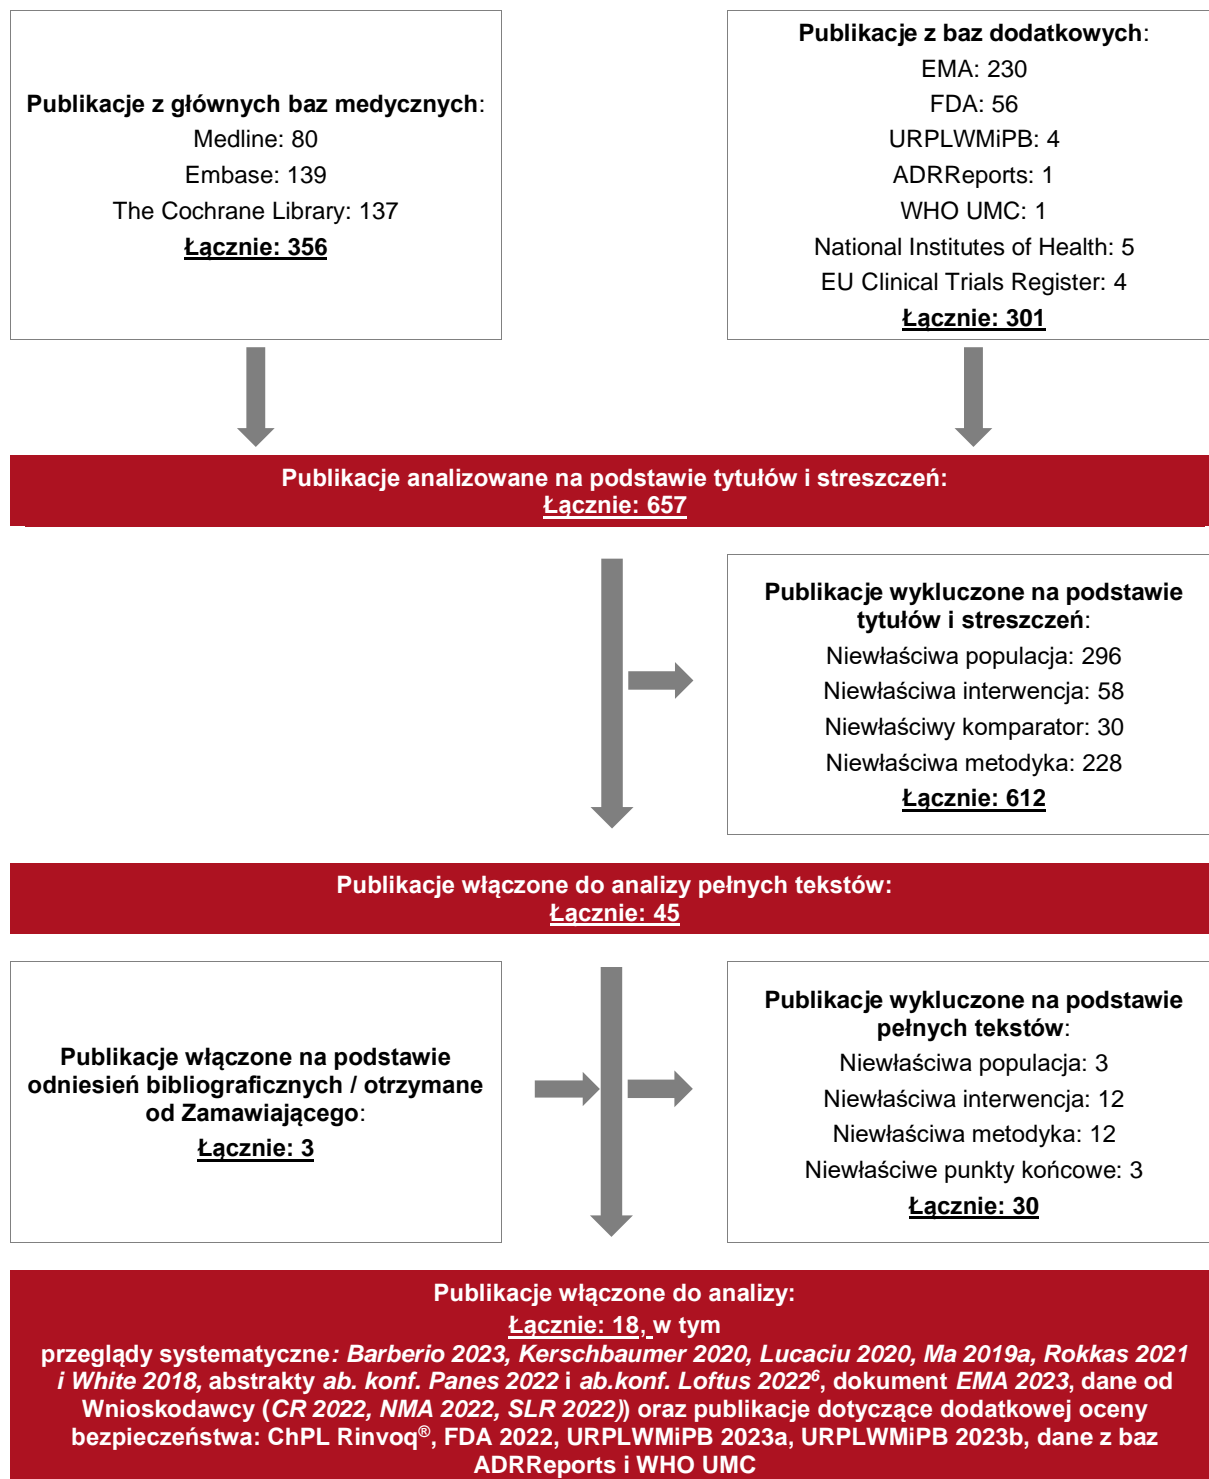 Publikacje z głównych baz medycznych:
Medline: 80
Embase: 139
The Cochrane Library: 137
Łącznie: 356
Publikacje z baz dodatkowych:
EMA: 230
FDA: 56
URPLWMiPB: 4
ADRReports: 1
WHO UMC: 1
National Institutes of Health: 5
EU Clinical Trials Register: 4
Łącznie: 301
Publikacje analizowane na podstawie tytułów i streszczeń:
Łącznie: 657
Publikacje wykluczone na podstawie
tytułów i streszczeń:
Niewłaściwa populacja: 296
Niewłaściwa interwencja: 58
Niewłaściwy komparator: 30
Niewłaściwa metodyka: 228
Łącznie: 612
Publikacje włączone do analizy pełnych tekstów:
Łącznie: 45
Publikacje włączone na podstawie
odniesień bibliograficznych / otrzymane
od Zamawiającego:
Łącznie: 3
Publikacje wykluczone na podstawie
pełnych tekstów:
Niewłaściwa populacja: 3
Niewłaściwa interwencja: 12
Niewłaściwa metodyka: 12
Niewłaściwe punkty końcowe: 3
Łącznie: 30
Publikacje włączone do analizy:
Łącznie: 18, w tym
przeglądy systematyczne: Barberio 2023, Kerschbaumer 2020, Lucaciu 2020, Ma 2019a, Rokkas 2021
i White 2018, abstrakty ab. konf. Panes 2022 i ab.konf. Loftus 2022⁶, dokument EMA 2023, dane od
Wnioskodawcy (CR 2022, NMA 2022, SLR 2022)) oraz publikacje dotyczące dodatkowej oceny
bezpieczeństwa: ChPL Rinvoq®, FDA 2022, URPLWMiPB 2023a, URPLWMiPB 2023b, dane z baz
ADRReports i WHO UMC